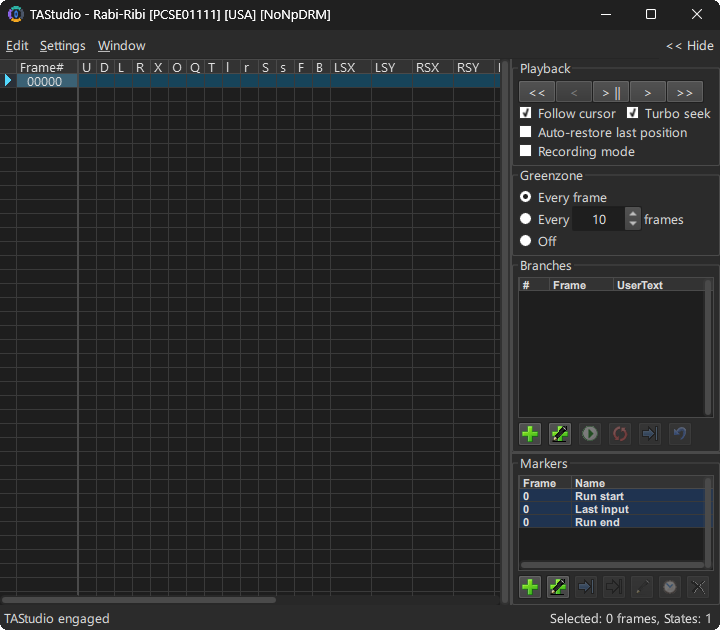 TAStudio - Rabi-Ribi [PCSE01111] [USA] [NoNpDRM]
Edit Settings Window << Hide
Frame# U D L R X O Q T l r S s F B LSX LSY RSX RSY
00000
Playback
<< < > || > >>
Follow cursor Turbo seek
Auto-restore last position
Recording mode
Greenzone
Every frame
Every 10 frames
Off
Branches
# Frame UserText
Markers
Frame Name
0 Run start
0 Last input
0 Run end
TAStudio engaged Selected: 0 frames, States: 1